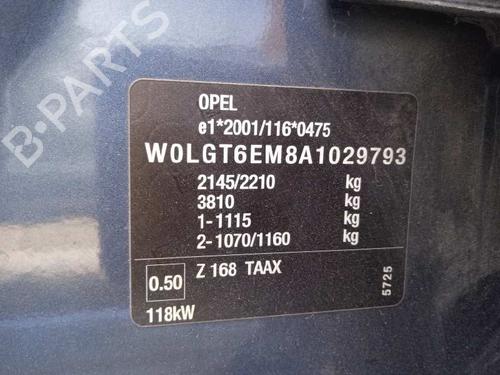 B-PARTS
OPEL
e1*2001/116*0475
W0LGT6EM8A1029793
2145/2210 kg
3810 kg
1-1115 kg
2-1070/1160 kg
0.50 Z 168 TAAX
118kW
5725